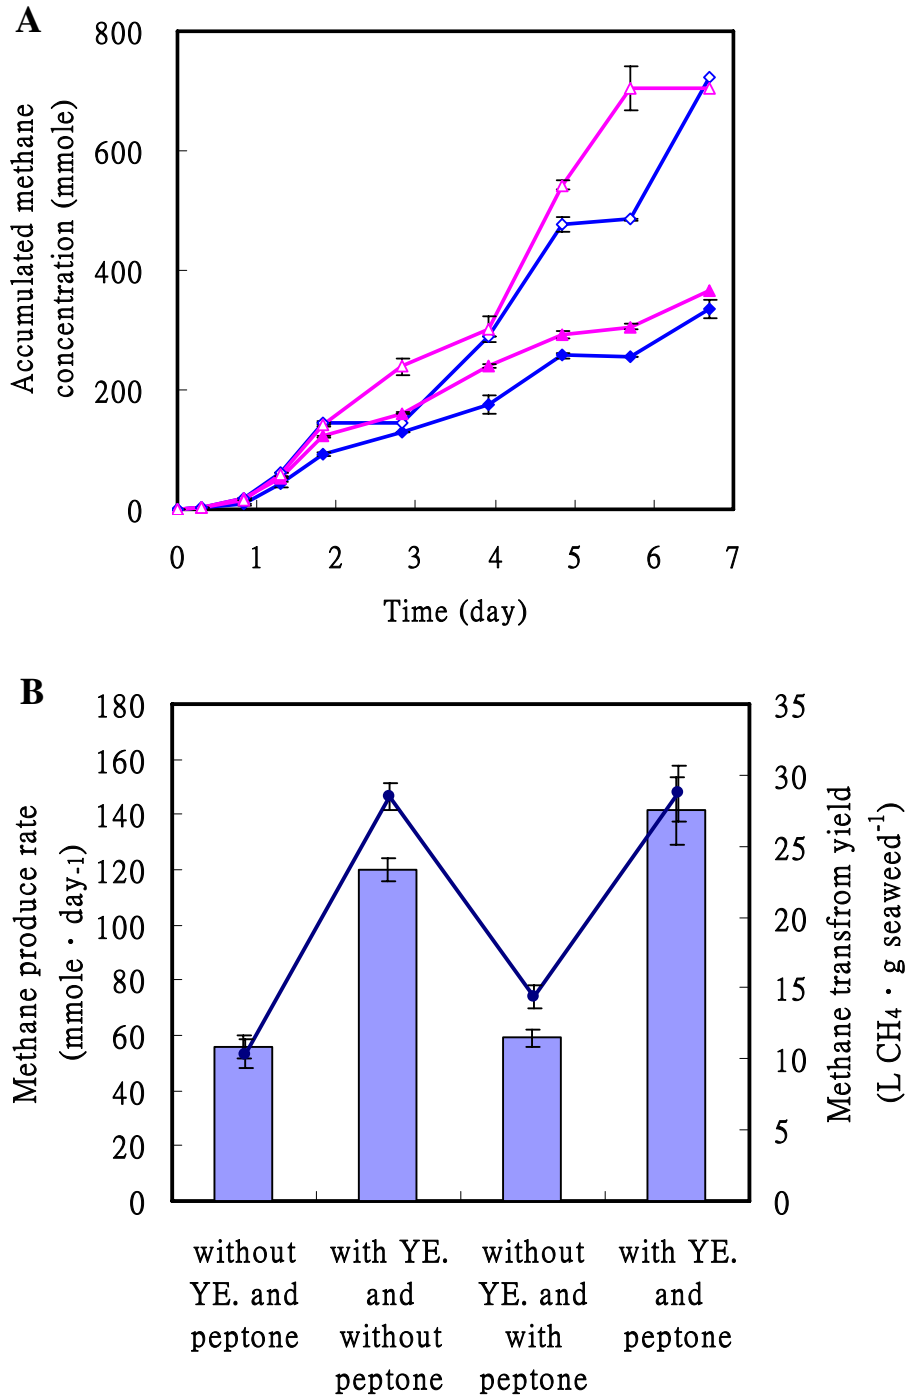 A
800
600
400
200
0
Accumulated methane
concentration (mmole)
0 1 2 3 4 5 6 7
Time (day)
B
180
160
140
120
100
80
60
40
20
0
Methane produce rate
(mmole・day-1)
35
30
25
20
15
10
5
0
Methane transfrom yield
(L CH4・g seaweed-1)
without
YE. and
peptone
with YE.
and
without
peptone
without
YE. and
with
peptone
with YE.
and
peptone